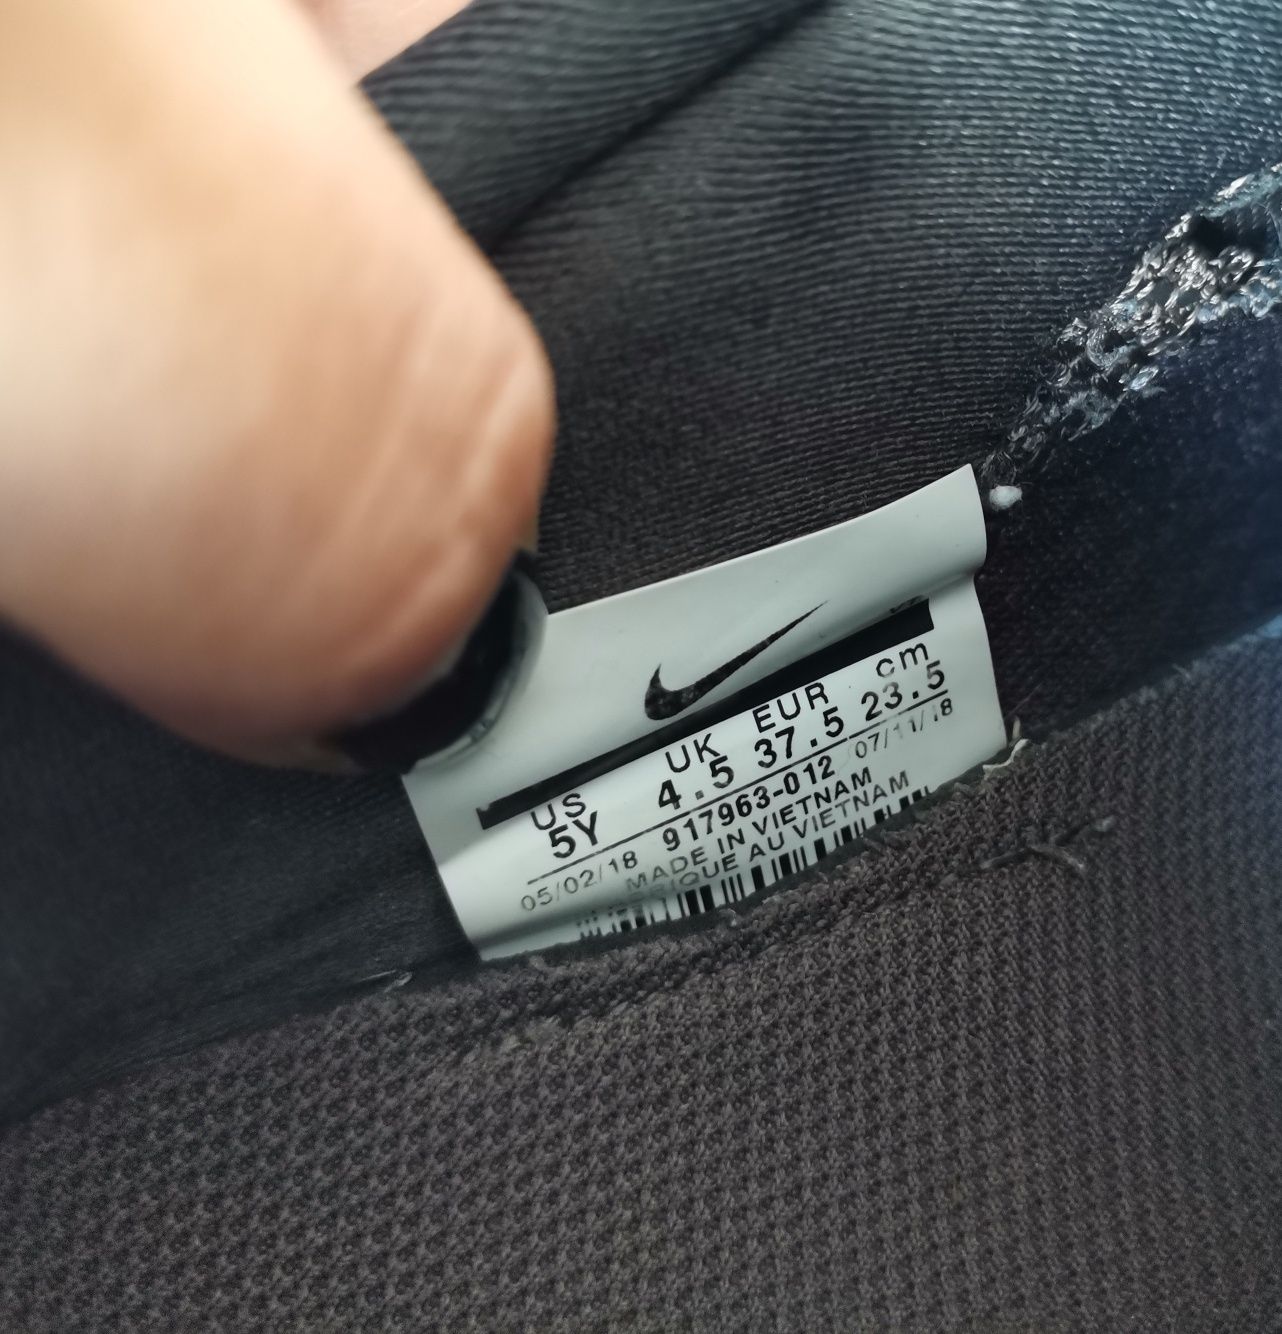 US UK EUR cm
5Y 4.5 37.5 23.5
05/02/18 917963-012 07/11/18
MADE IN VIETNAM
RIQUE AU VIETNAM